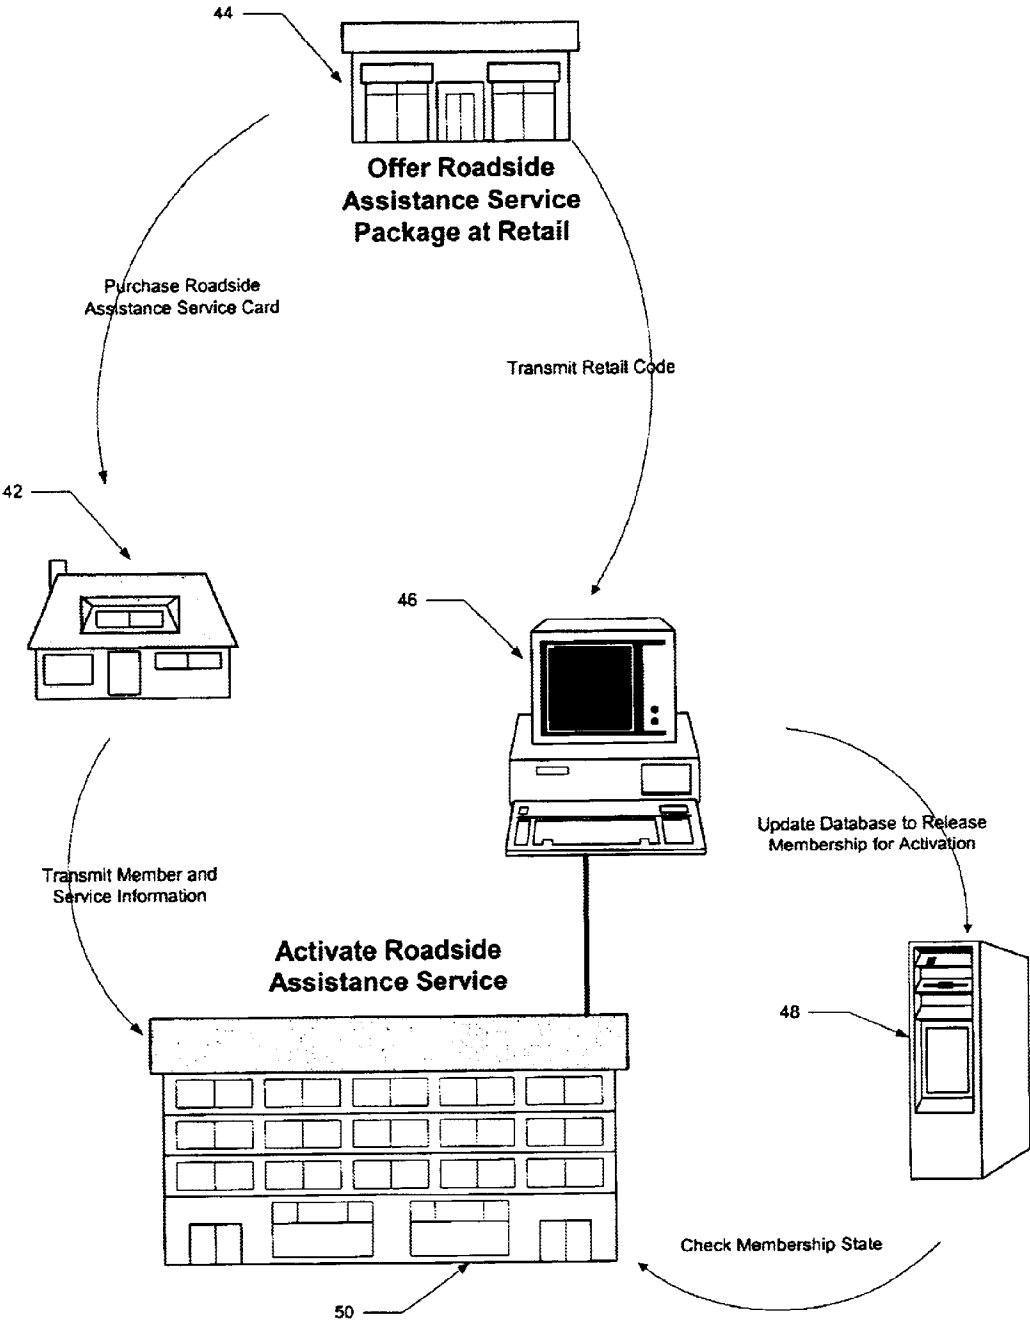 44
Offer Roadside
Assistance Service
Package at Retail
Purchase Roadside
Assistance Service Card
Transmit Retail Code
42
46
Update Database to Release
Membership for Activation
Transmit Member and
Service Information
Activate Roadside
Assistance Service
48
Check Membership State
50